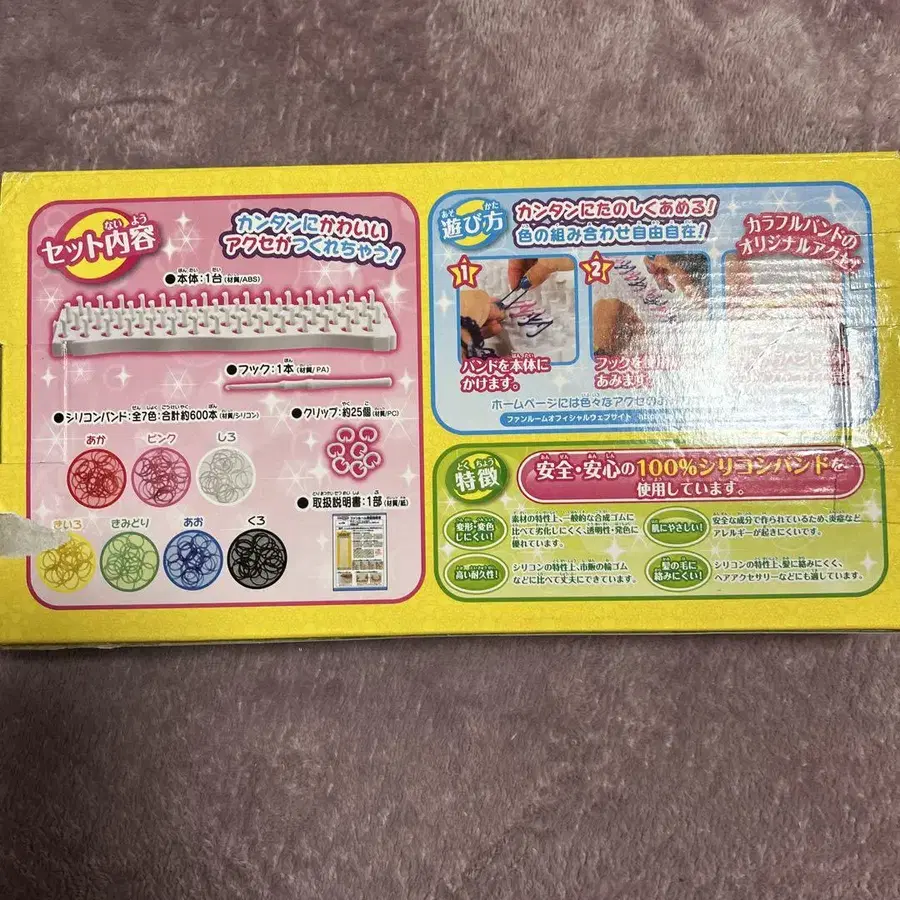 セット内容
ない よう
カンタンにかわいい
アクセがつくれちゃう！
●本体：1台（材質/ABS）
●フック：1本（材質/PA）
●シリコンバンド：全7色：合計約600本（材質/シリコン）
●クリップ：約25個（材質/PC）
あか
ピンク
しろ
きいろ
きみどり
あお
くろ
●取扱説明書：1部（材質/紙）
遊び方
あそ かた
カンタンにたのしくあめる！
色の組み合わせ自由自在！
1
バンドを本体に
かけます。
2
フックを
あみます。
カラフルバンドの
オリジナルアクセ
ホームページには色々なアクセの
ファンルームオフィシャルウェブサイト
特徴
とく ちょう
安全・安心の100%シリコンバンドを
使用しています。
変形・変色
しにくい！
素材の特性上、一般的な合成ゴムに
比べて劣化しにくく、透明性・発色に
優れています。
肌にやさしい！
安全な成分で作られているため、炎症など
アレルギーが起きにくいです。
高い耐久性！
シリコンの特性上、市販の輪ゴム
などに比べて丈夫にできています。
髪の毛に
絡みにくい！
シリコンの特性上、髪に絡みにくく、
ヘアアクセサリーなどにも適しています。